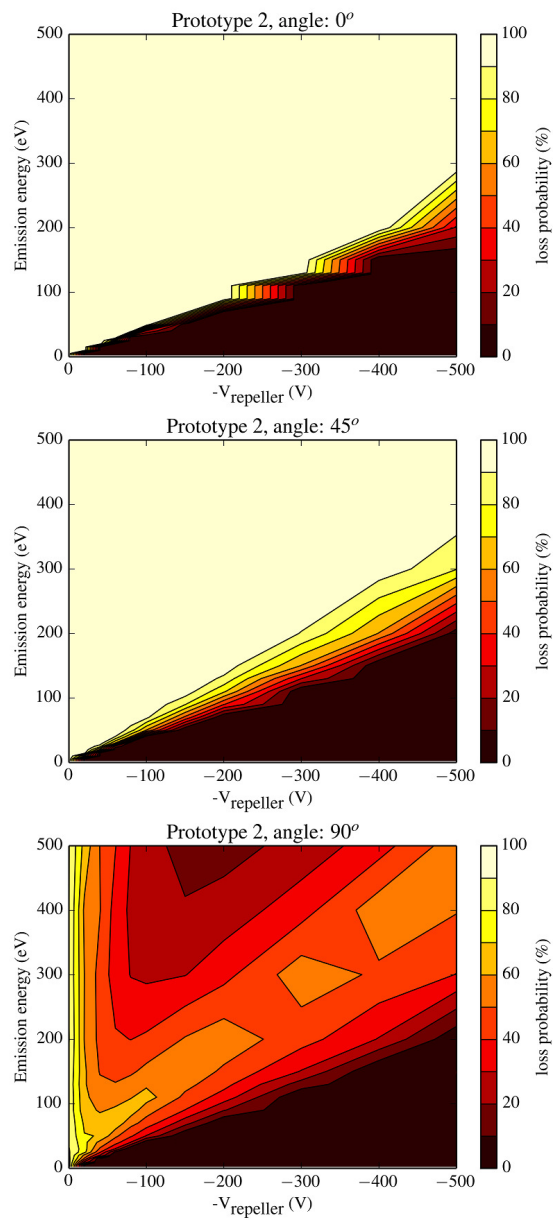 Prototype 2, angle: 0°
500
400
300
200
100
0
Emission energy (eV)
0 −100 −200 −300 −400 −500
-V_repeller (V)
100
80
60
40
20
0
loss probability (%)
Prototype 2, angle: 45°
500
400
300
200
100
0
Emission energy (eV)
0 −100 −200 −300 −400 −500
-V_repeller (V)
100
80
60
40
20
0
loss probability (%)
Prototype 2, angle: 90°
500
400
300
200
100
0
Emission energy (eV)
0 −100 −200 −300 −400 −500
-V_repeller (V)
100
80
60
40
20
0
loss probability (%)